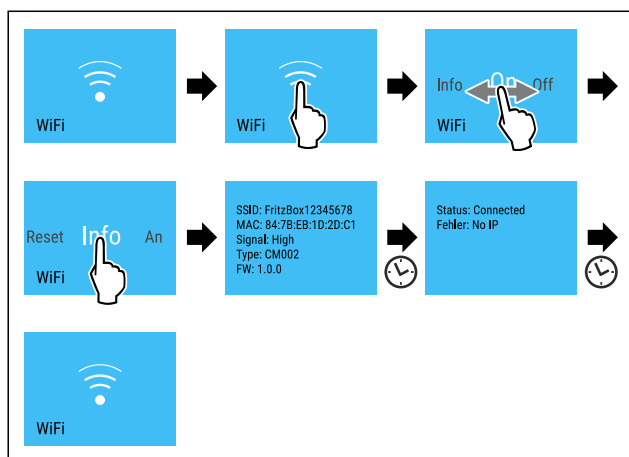 WiFi
WiFi
Info On Off
WiFi
Reset Info An
WiFi
SSID: FritzBox12345678
MAC: 84:7B:EB:1D:2D:C1
Signal: High
Type: CM002
FW: 1.0.0
Status: Connected
Fehler: No IP
WiFi